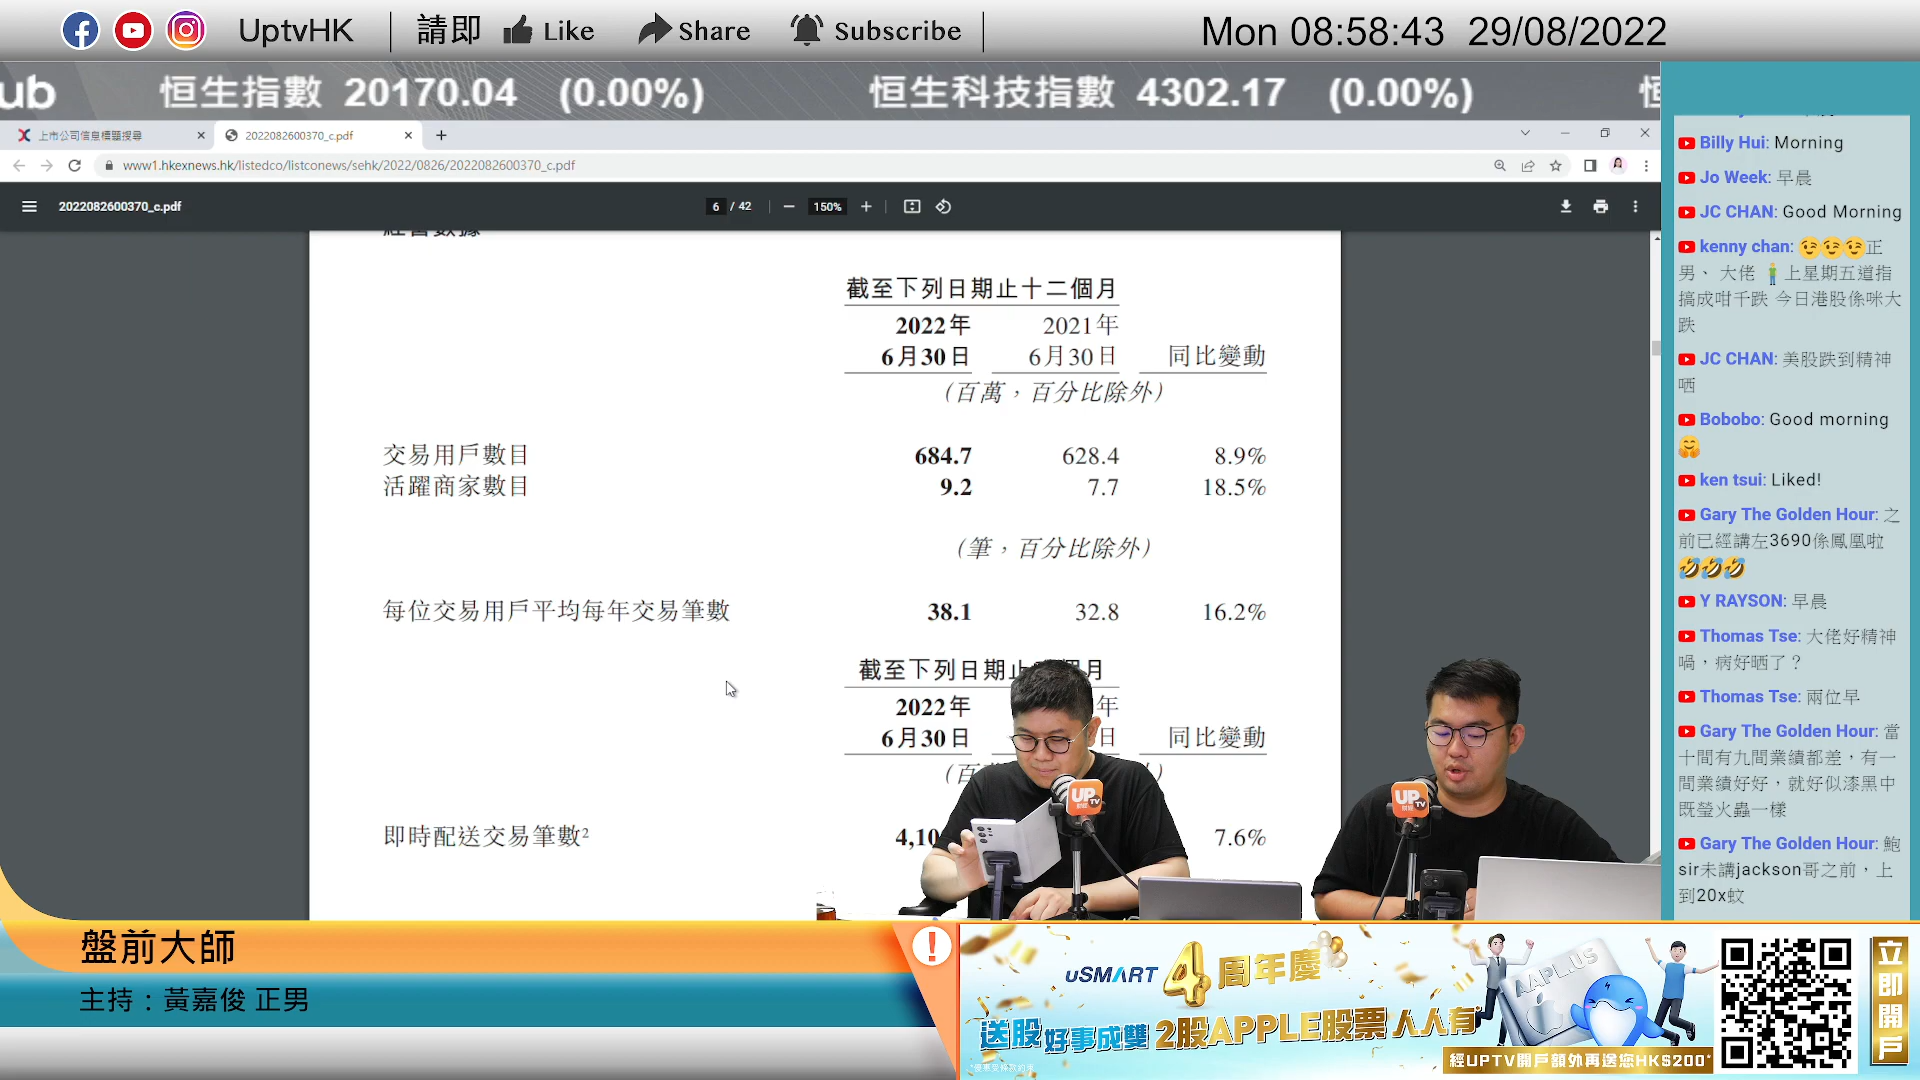 UptvHK
請即
Like
Share
Subscribe
Mon 08:58:43 29/08/2022
ub
恒生指數 20170.04 (0.00%)
恒生科技指數 4302.17 (0.00%)
上市公司信息標題搜尋
2022082600370_c.pdf
www1.hkexnews.hk/listedco/listconews/sehk/2022/0826/2022082600370_c.pdf
2022082600370_c.pdf
6 / 42
150%
截至下列日期止十二個月
2022年 2021年
6月30日 6月30日 同比變動
(百萬，百分比除外)
交易用戶數目 684.7 628.4 8.9%
活躍商家數目 9.2 7.7 18.5%
(筆，百分比除外)
每位交易用戶平均每年交易筆數 38.1 32.8 16.2%
截至下列日期止 月
2022年 年
6月30日 日 同比變動
(百 )
即時配送交易筆數2 4,10 7.6%
Billy Hui: Morning
Jo Week: 早晨
JC CHAN: Good Morning
kenny chan: 😉😉😉正
男、 大佬 🧍上星期五道指
搞成咁千跌 今日港股係咪大
跌
JC CHAN: 美股跌到精神
哂
Bobobo: Good morning
🤗
ken tsui: Liked!
Gary The Golden Hour: 之
前已經講左3690係鳳凰啦
🤣🤣🤣
Y RAYSON: 早晨
Thomas Tse: 大佬好精神
喎，病好晒了？
Thomas Tse: 兩位早
Gary The Golden Hour: 當
十間有九間業績都差，有一
間業績好好，就好似漆黑中
既瑩火蟲一樣
Gary The Golden Hour: 鮑
sir未講jackson哥之前，上
到20x蚊
UP
TV
UP
TV
盤前大師
主持：黃嘉俊 正男
!
uSMART 4周年慶
送股好事成雙 2股APPLE股票人人有*
AAPL.US
經UPTV開戶額外再送您HK$200*
立即開戶